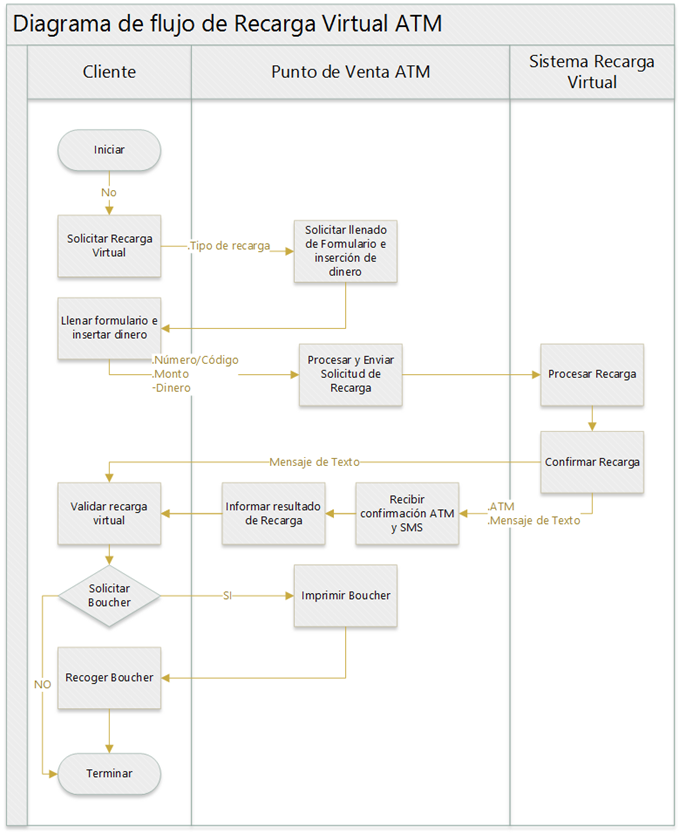 Diagrama de flujo de Recarga Virtual ATM
Cliente
Punto de Venta ATM
Sistema Recarga
Virtual
Iniciar
No
Solicitar Recarga
Virtual
.Tipo de recarga
Solicitar llenado
de Formulario e
inserción de
dinero
Llenar formulario e
insertar dinero
.Número/Código
.Monto
-Dinero
Procesar y Enviar
Solicitud de
Recarga
Procesar Recarga
Confirmar Recarga
Mensaje de Texto
.ATM
.Mensaje de Texto
Recibir
confirmación ATM
y SMS
Informar resultado
de Recarga
Validar recarga
virtual
Solicitar
Boucher
SI
Imprimir Boucher
NO
Recoger Boucher
Terminar